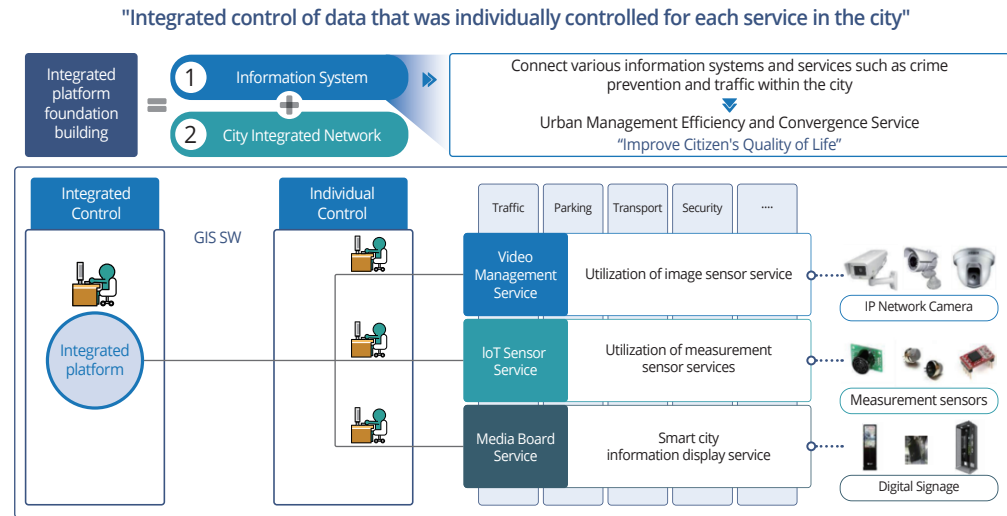 "Integrated control of data that was individually controlled for each service in the city"
Integrated
platform
foundation
building
=
1
Information System
+
2
City Integrated Network
Connect various information systems and services such as crime
prevention and traffic within the city
Urban Management Efficiency and Convergence Service
“Improve Citizen's Quality of Life”
Integrated
Control
GIS SW
Individual
Control
Integrated
platform
Traffic
Parking
Transport
Security
....
Video
Management
Service
Utilization of image sensor service
IP Network Camera
IoT Sensor
Service
Utilization of measurement
sensor services
Measurement sensors
Media Board
Service
Smart city
information display service
Digital Signage